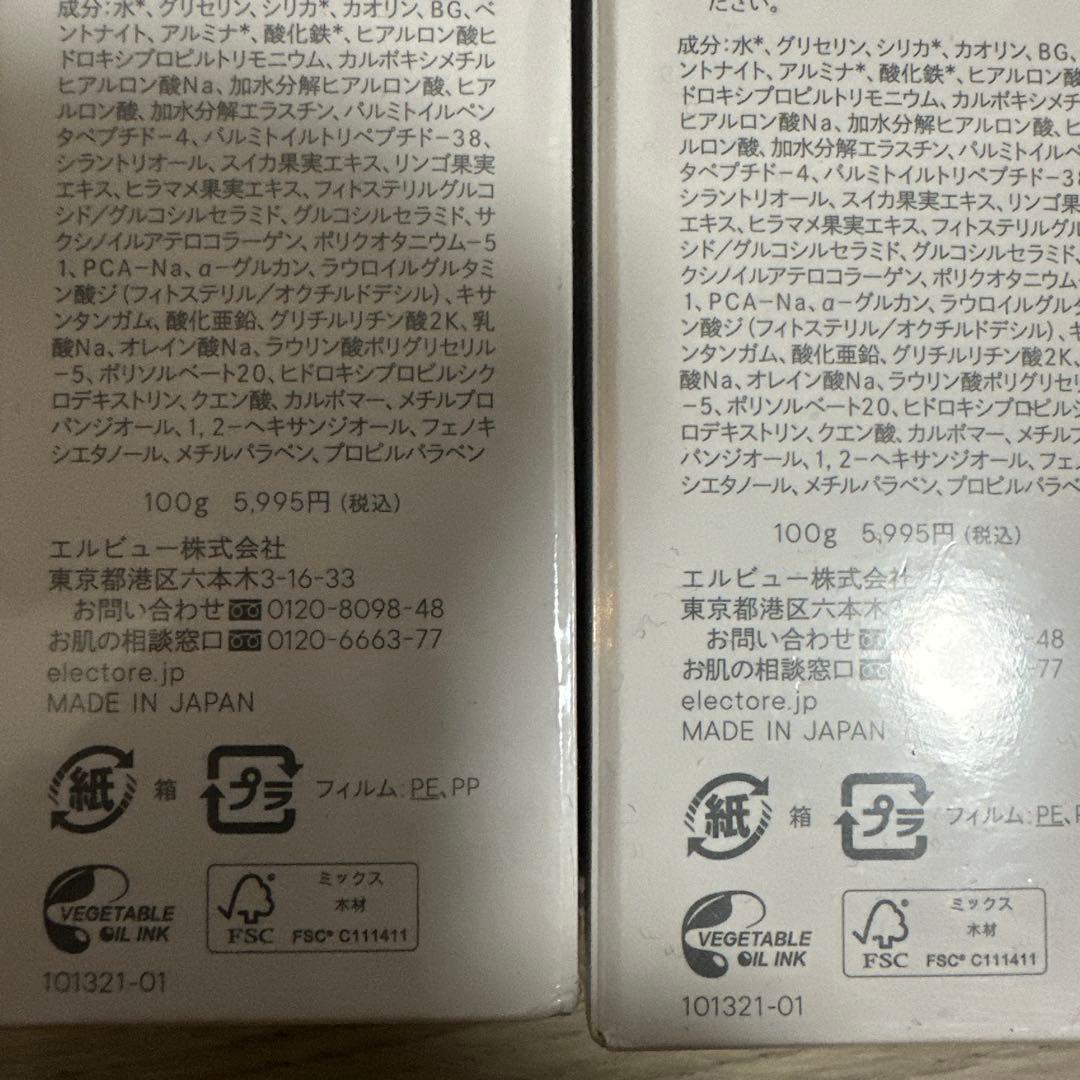 成分:水*、グリセリン、シリカ*、カオリン、BG、ベ
ントナイト、アルミナ*、酸化鉄*、ヒアルロン酸ヒ
ドロキシプロピルトリモニウム、カルボキシメチル
ヒアルロン酸Na、加水分解ヒアルロン酸、ヒア
ルロン酸、加水分解エラスチン、パルミトイルペン
タペプチド-4、パルミトイルトリペプチド-38、
シラントリオール、スイカ果実エキス、リンゴ果実
エキス、ヒラマメ果実エキス、フィトステリルグルコ
シド/グルコシルセラミド、グルコシルセラミド、サ
クシノイルアテロコラーゲン、ポリクオタニウム-5
1、PCA-Na、α-グルカン、ラウロイルグルタミ
ン酸ジ(フィトステリル/オクチルドデシル)、キサ
ンタンガム、酸化亜鉛、グリチルリチン酸2K、乳
酸Na、オレイン酸Na、ラウリン酸ポリグリセリル
-5、ポリソルベート20、ヒドロキシプロピルシク
ロデキストリン、クエン酸、カルボマー、メチルプロ
パンジオール、1,2-ヘキサンジオール、フェノキ
シエタノール、メチルパラベン、プロピルパラベン
100g 5,995円(税込)
エルビュー株式会社
東京都港区六本木3-16-33
お問い合わせ 0120-8098-48
お肌の相談窓口 0120-6663-77
electore.jp
MADE IN JAPAN
紙 箱 プラ フィルム:PE、PP
VEGETABLE
OIL INK
FSC
ミックス
木材
FSC® C111411
101321-01
ださい。
成分:水*、グリセリン、シリカ*、カオリン、BG、
ントナイト、アルミナ*、酸化鉄*、ヒアルロン酸
ドロキシプロピルトリモニウム、カルボキシメチ
ヒアルロン酸Na、加水分解ヒアルロン酸、ヒ
ルロン酸、加水分解エラスチン、パルミトイルペ
タペプチド-4、パルミトイルトリペプチド-38
シラントリオール、スイカ果実エキス、リンゴ果
エキス、ヒラマメ果実エキス、フィトステリルグル
シド/グルコシルセラミド、グルコシルセラミド、
クシノイルアテロコラーゲン、ポリクオタニウム-
1、PCA-Na、α-グルカン、ラウロイルグルタ
ン酸ジ(フィトステリル/オクチルドデシル)、キ
ンタンガム、酸化亜鉛、グリチルリチン酸2K、
酸Na、オレイン酸Na、ラウリン酸ポリグリセリ
-5、ポリソルベート20、ヒドロキシプロピルシ
ロデキストリン、クエン酸、カルボマー、メチルプ
パンジオール、1,2-ヘキサンジオール、フェノ
シエタノール、メチルパラベン、プロピルパラベ
100g 5,995円(税込)
エルビュー株式会社
東京都港区六本木3
お問い合わせ -48
お肌の相談窓口 77
electore.jp
MADE IN JAPAN
紙 箱 プラ フィルム:PE、P
VEGETABLE
OIL INK
FSC
ミックス
木材
FSC® C111411
101321-01